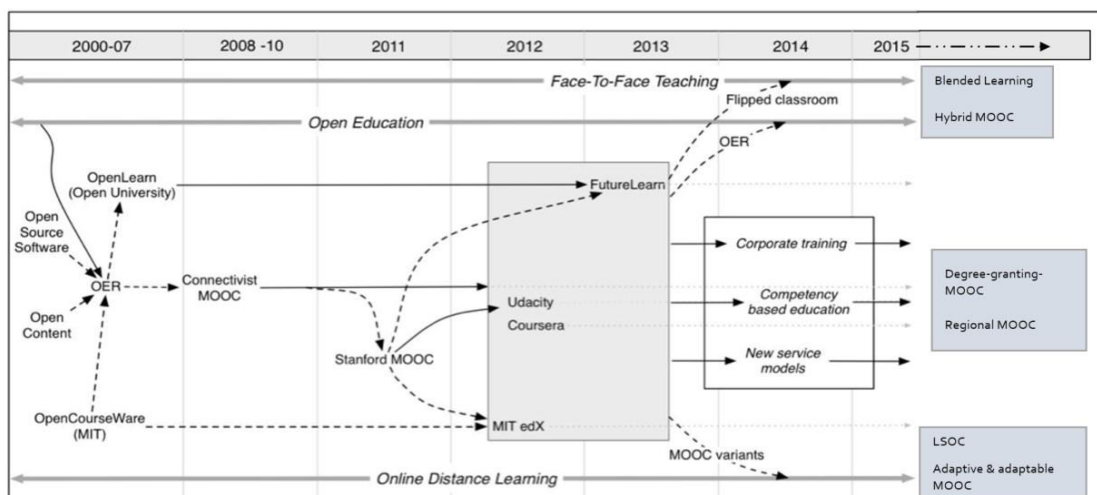 2000-07
2008 -10
2011
2012
2013
2014
2015
Face-To-Face Teaching
Blended Learning
Flipped classroom
Hybrid MOOC
Open Education
OER
OpenLearn
(Open University)
FutureLearn
Open
Source
Software
Corporate training
OER
Connectivist
MOOC
Degree-granting-
MOOC
Open
Content
Udacity
Coursera
Competency
based education
Regional MOOC
Stanford MOOC
New service
models
OpenCourseWare
(MIT)
MIT edX
MOOC variants
LSOC
Adaptive & adaptable
MOOC
Online Distance Learning